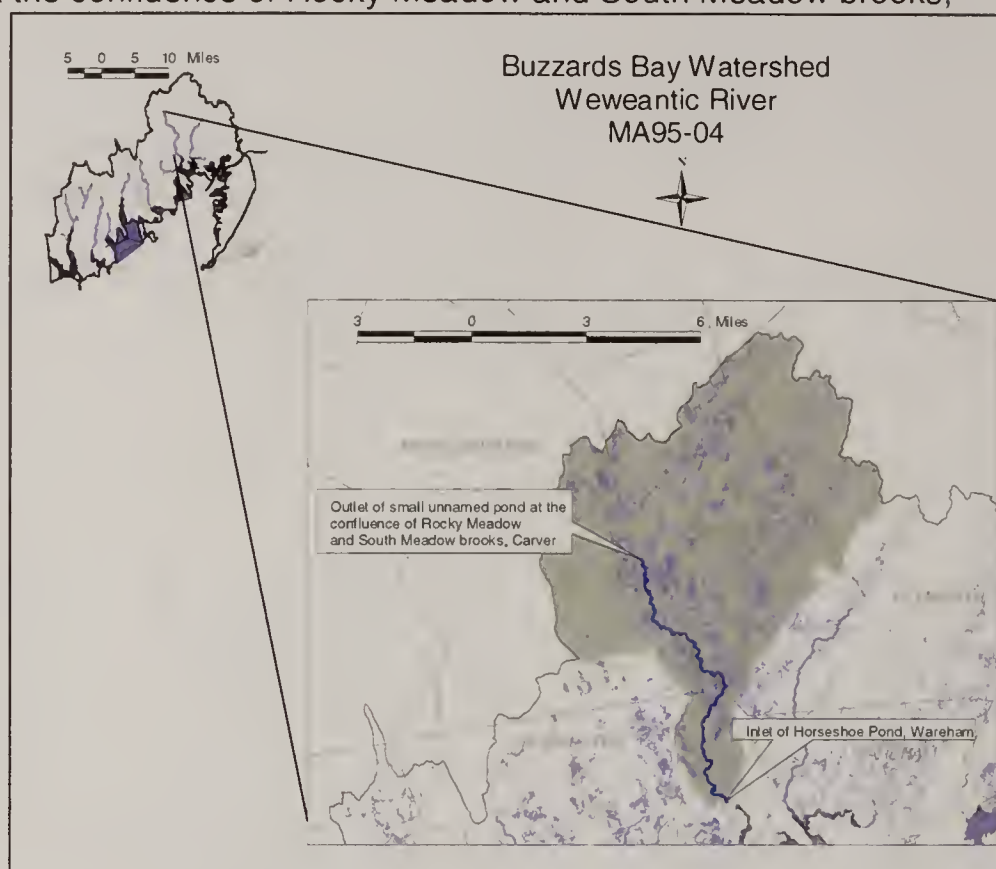 the confluence of Rocky Meadow and South Meadow brooks,
5 0 5 10 Miles
Buzzards Bay Watershed
Weweantic River
MA95-04
N
3 0 3 6 Miles
Outlet of small unnamed pond at the
confluence of Rocky Meadow
and South Meadow brooks, Carver
Inlet of Horseshoe Pond, Wareham